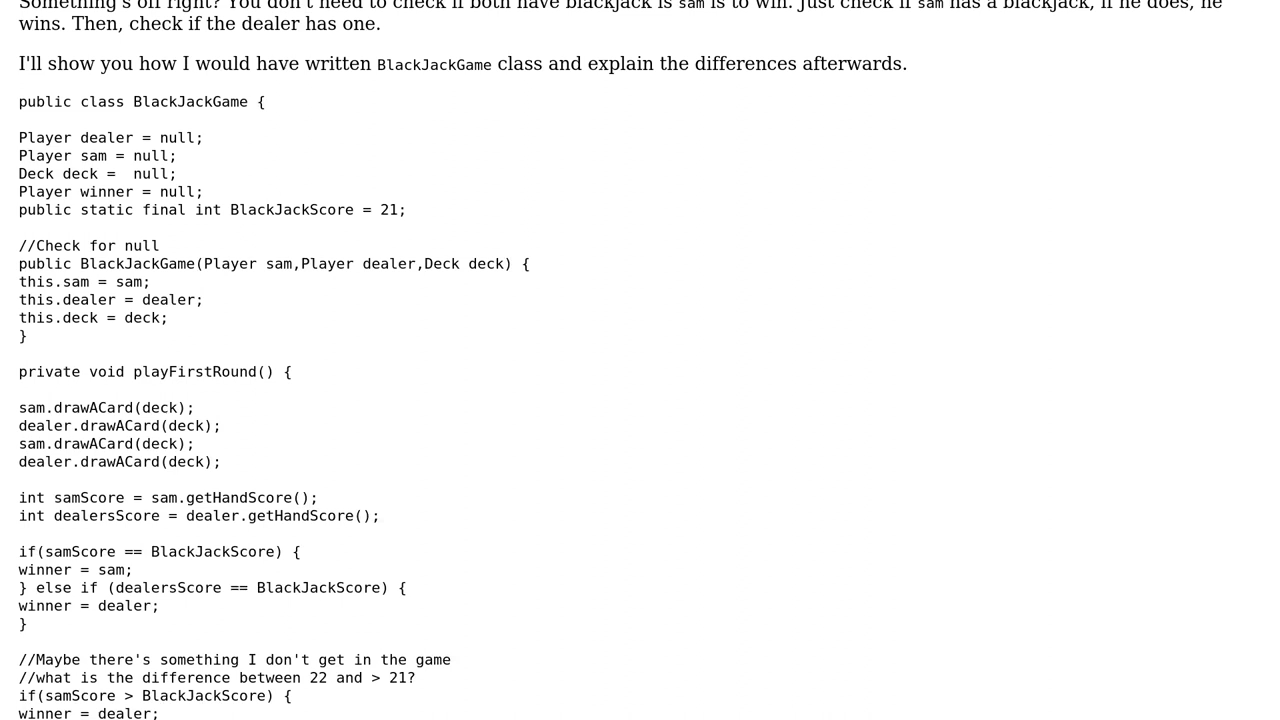 Something's off right? You don't need to check if both have blackjack is sam is to win. Just check if sam has a blackjack, if he does, he
wins. Then, check if the dealer has one.
I'll show you how I would have written BlackJackGame class and explain the differences afterwards.
public class BlackJackGame {
Player dealer = null;
Player sam = null;
Deck deck =  null;
Player winner = null;
public static final int BlackJackScore = 21;
//Check for null
public BlackJackGame(Player sam,Player dealer,Deck deck) {
this.sam = sam;
this.dealer = dealer;
this.deck = deck;
}
private void playFirstRound() {
sam.drawACard(deck);
dealer.drawACard(deck);
sam.drawACard(deck);
dealer.drawACard(deck);
int samScore = sam.getHandScore();
int dealersScore = dealer.getHandScore();
if(samScore == BlackJackScore) {
winner = sam;
} else if (dealersScore == BlackJackScore) {
winner = dealer;
}
//Maybe there's something I don't get in the game
//what is the difference between 22 and > 21?
if(samScore > BlackJackScore) {
winner = dealer;